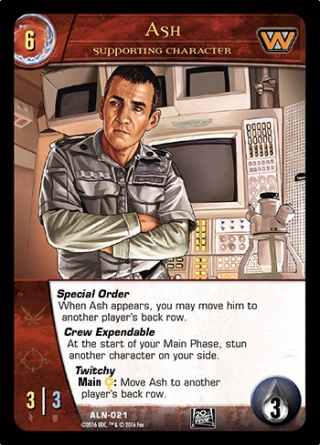 Ash
6
Supporting Character
Special Order
When Ash appears, you may move him to
another player's back row.
Crew Expendable
At the start of your Main Phase, stun
another character on your side.
Twitchy
Main : Move Ash to another
player's back row.
3 | 3
3
ALN-021
©2016 UDC. ™ & © 2016 Fox
20th